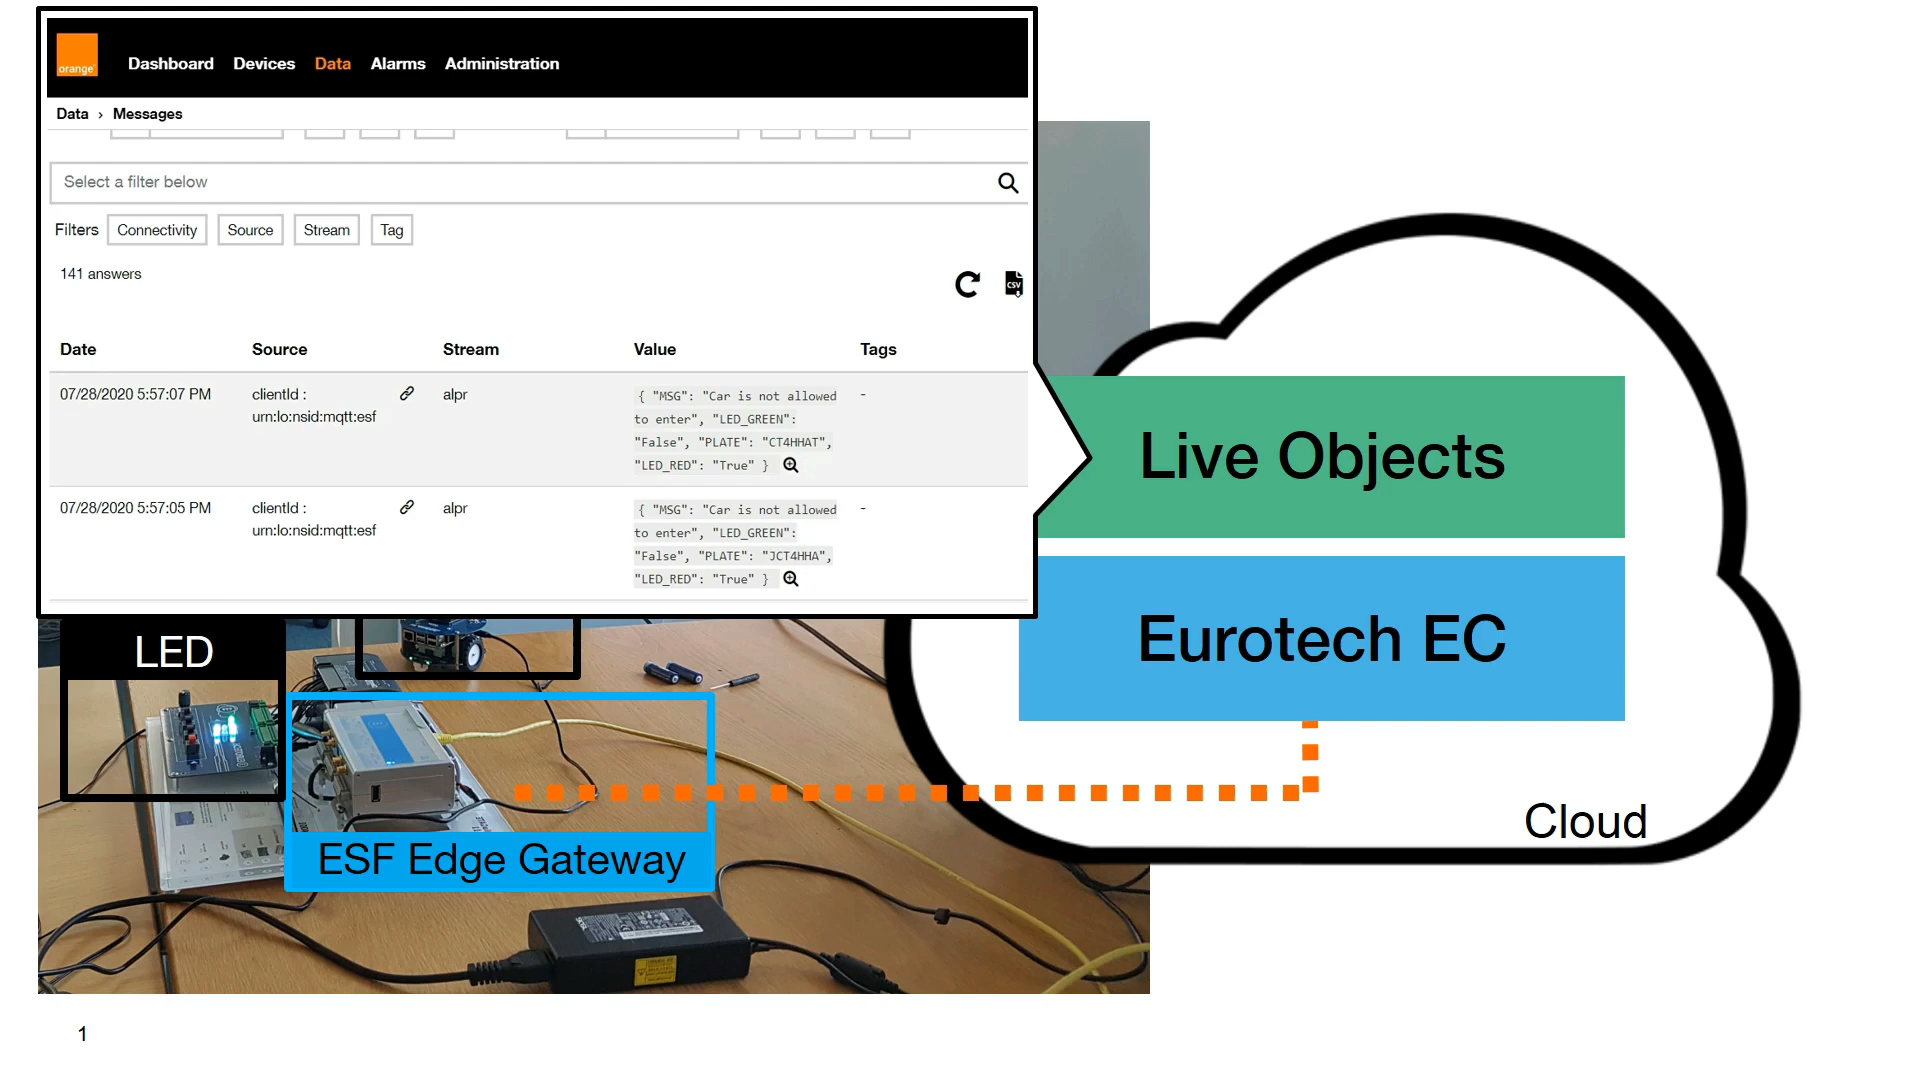 orange
Dashboard Devices Data Alarms Administration
Data › Messages
Select a filter below
Filters Connectivity Source Stream Tag
141 answers
CSV
Date Source Stream Value Tags
07/28/2020 5:57:07 PM clientId : alpr { "MSG": "Car is not allowed -
urn:lo:nsid:mqtt:esf to enter", "LED_GREEN":
"False", "PLATE": "CT4HHAT",
"LED_RED": "True" }
07/28/2020 5:57:05 PM clientId : alpr { "MSG": "Car is not allowed -
urn:lo:nsid:mqtt:esf to enter", "LED_GREEN":
"False", "PLATE": "JCT4HHA",
"LED_RED": "True" }
Live Objects
Eurotech EC
LED
Cloud
ESF Edge Gateway
1